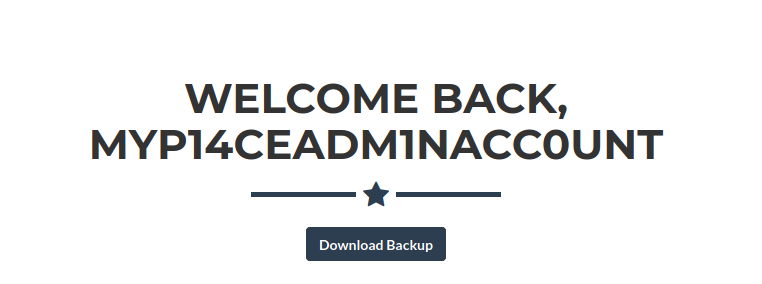 WELCOME BACK,
MYP14CEADM1NACC0UNT
Download Backup